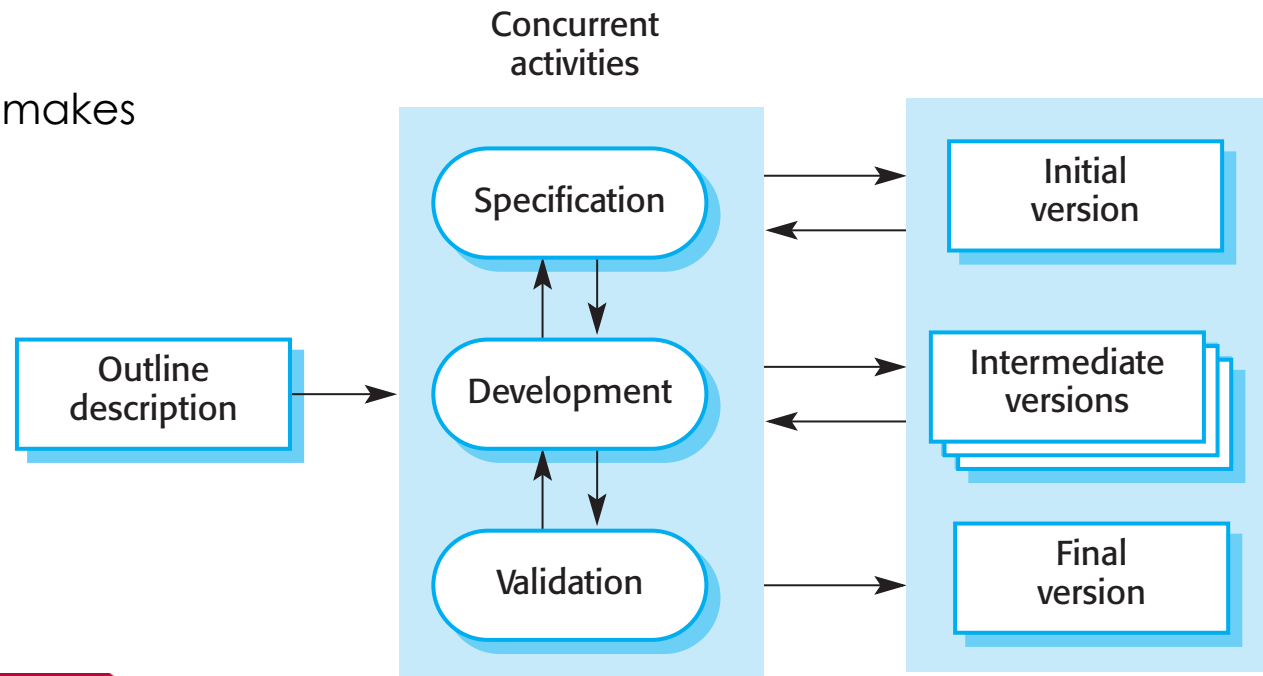 Concurrent
activities
makes
Specification
Initial
version
Outline
description
Development
Intermediate
versions
Validation
Final
version